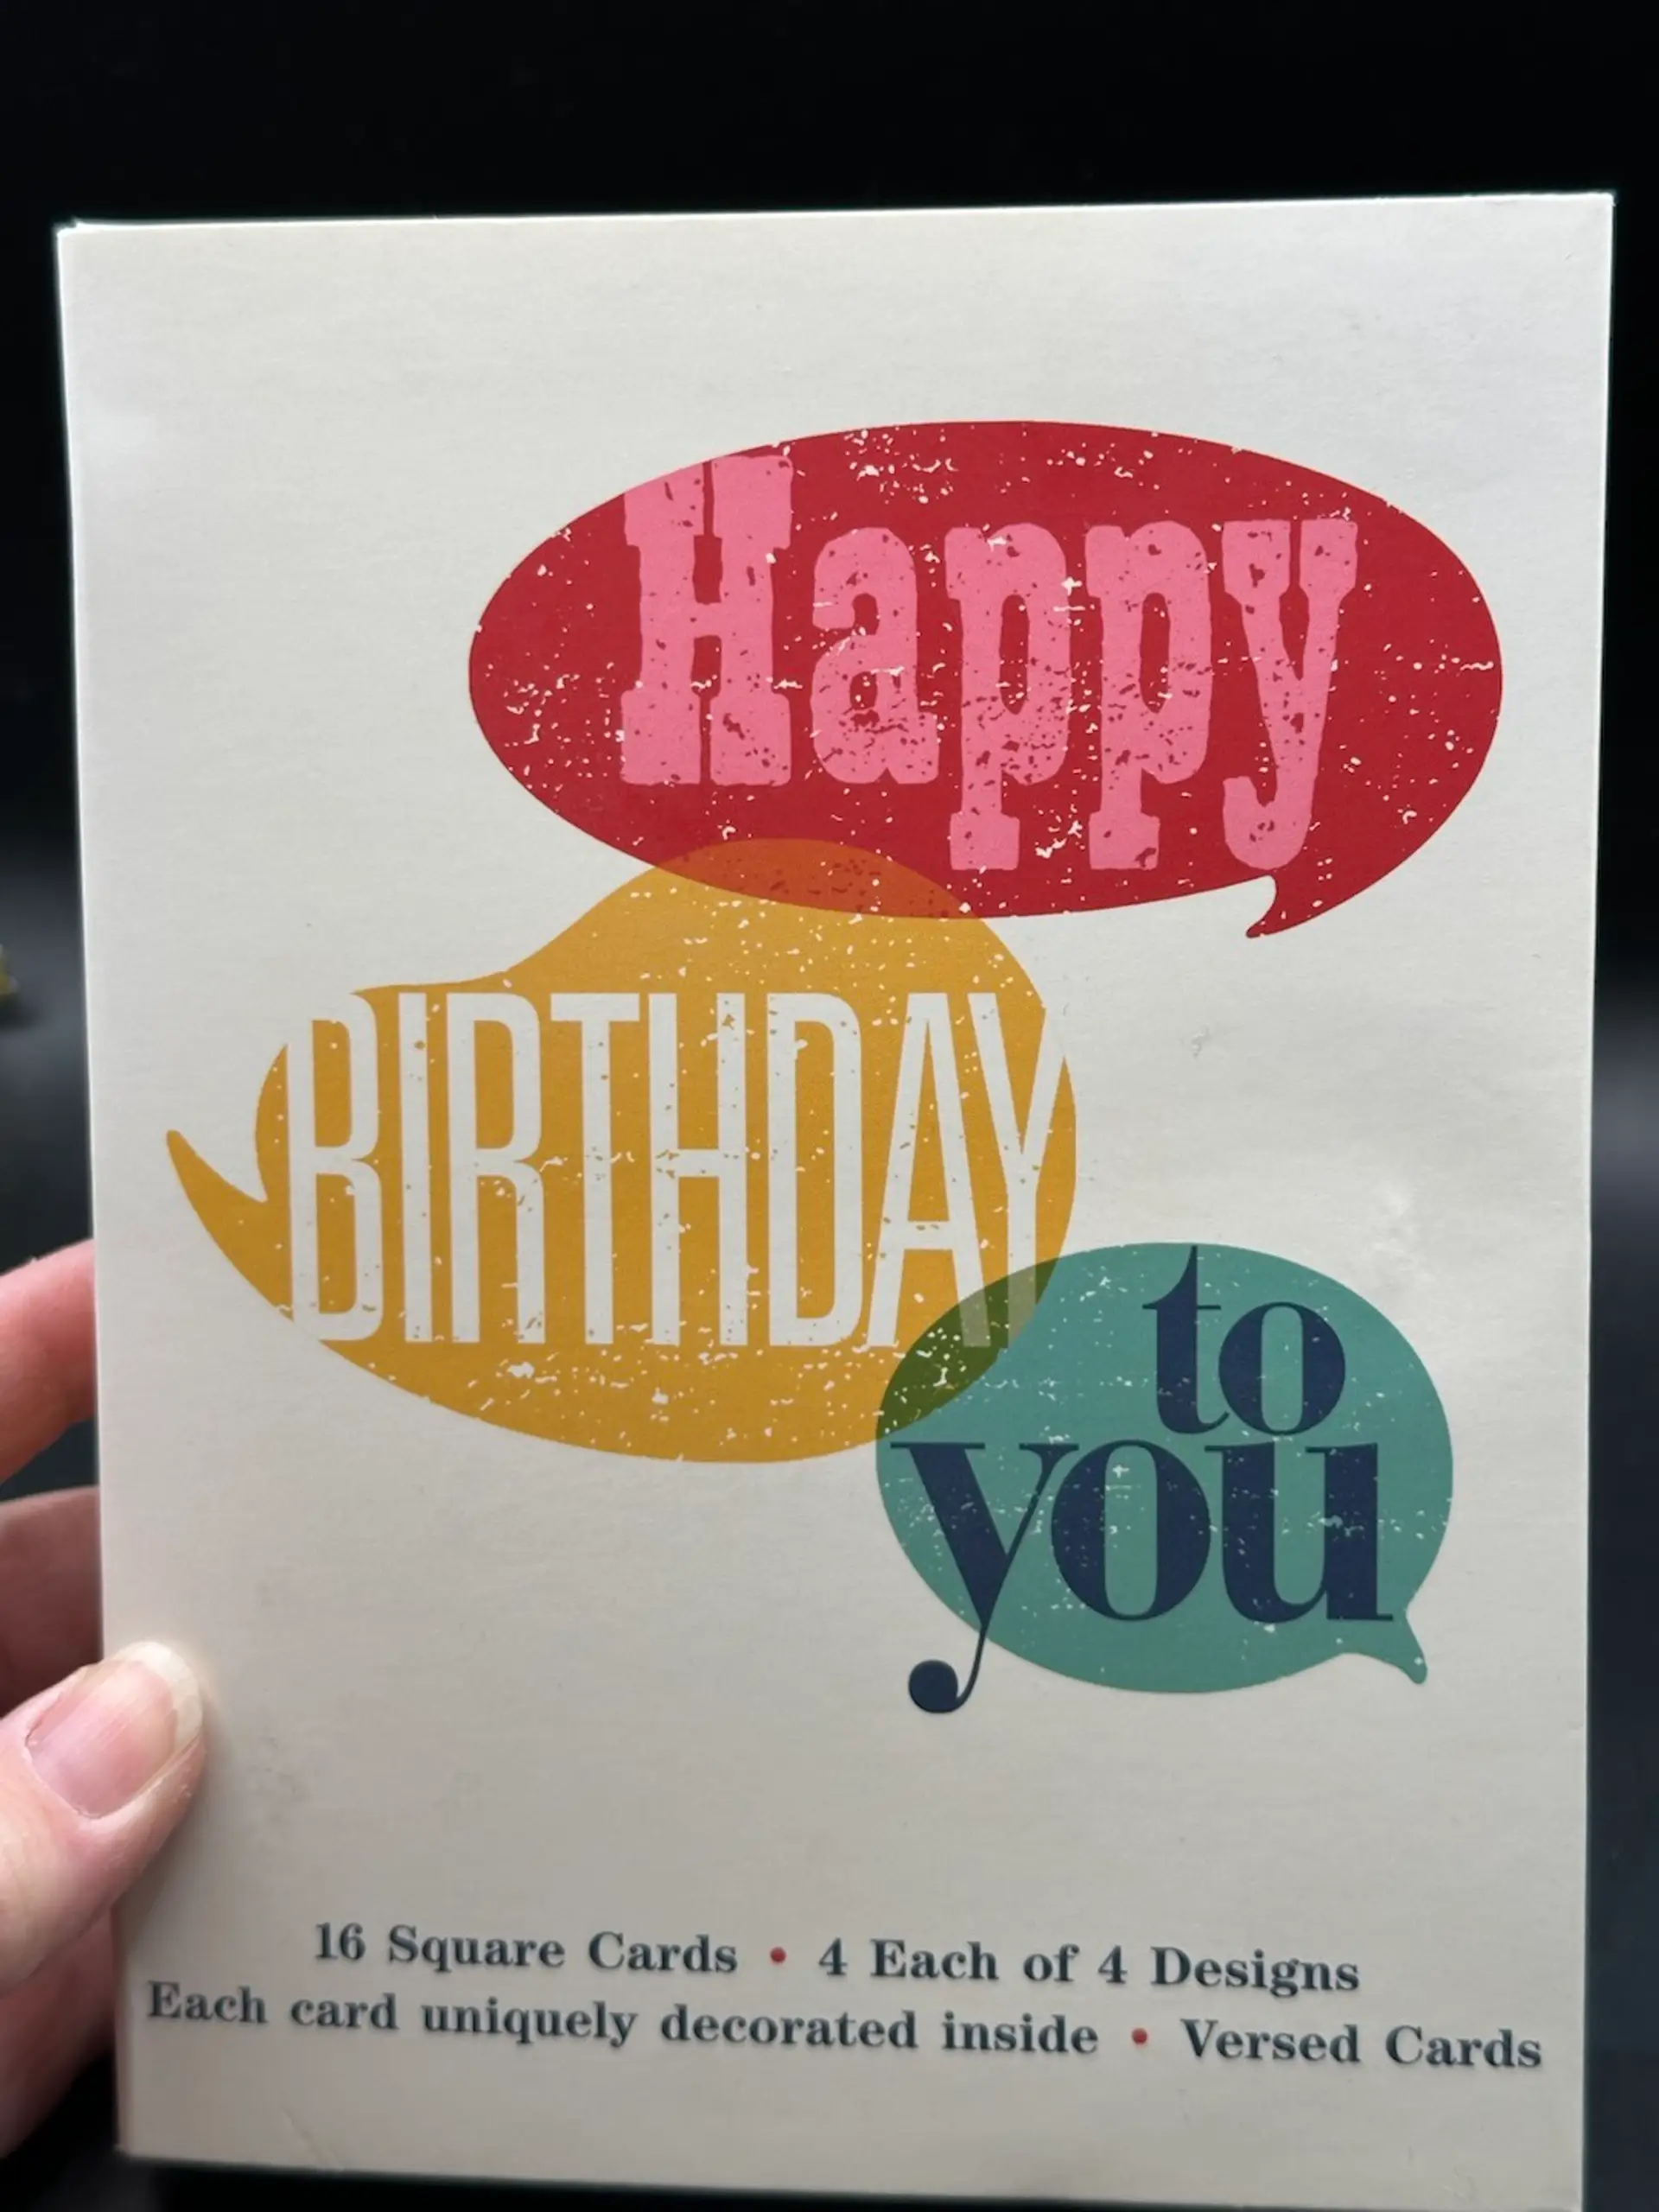 Happy
BIRTHDAY
to
you
16 Square Cards • 4 Each of 4 Designs
Each card uniquely decorated inside • Versed Cards